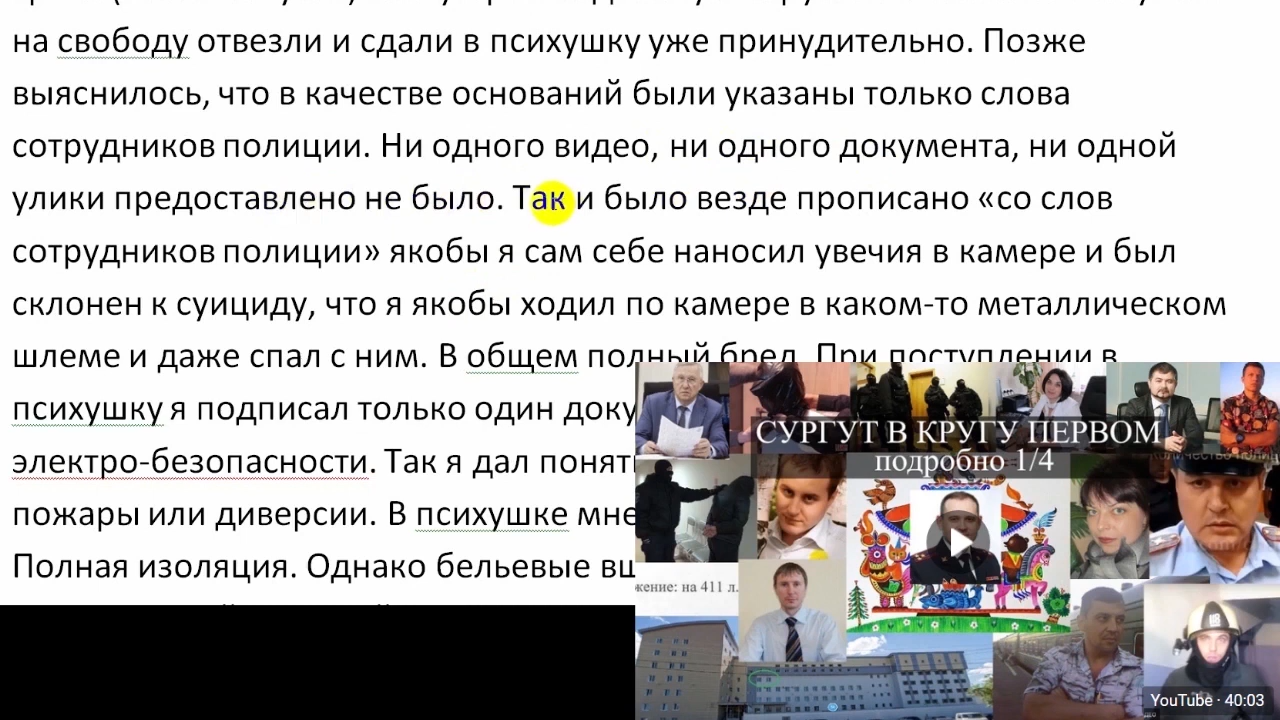 на свободу отвезли и сдали в психушку уже принудительно. Позже
выяснилось, что в качестве оснований были указаны только слова
сотрудников полиции. Ни одного видео, ни одного документа, ни одной
улики предоставлено не было. Так и было везде прописано «со слов
сотрудников полиции» якобы я сам себе наносил увечия в камере и был
склонен к суициду, что я якобы ходил по камере в каком-то металлическом
шлеме и даже спал с ним. В общем полный бред. При поступлении в
психушку я подписал только один доку
электро-безопасности. Так я дал понят
пожары или диверсии. В психушке мне
Полная изоляция. Однако бельевые вш
СУРГУТ В КРУГУ ПЕРВОМ
подробно 1/4
жение: на 411 л.
YouTube · 40:03